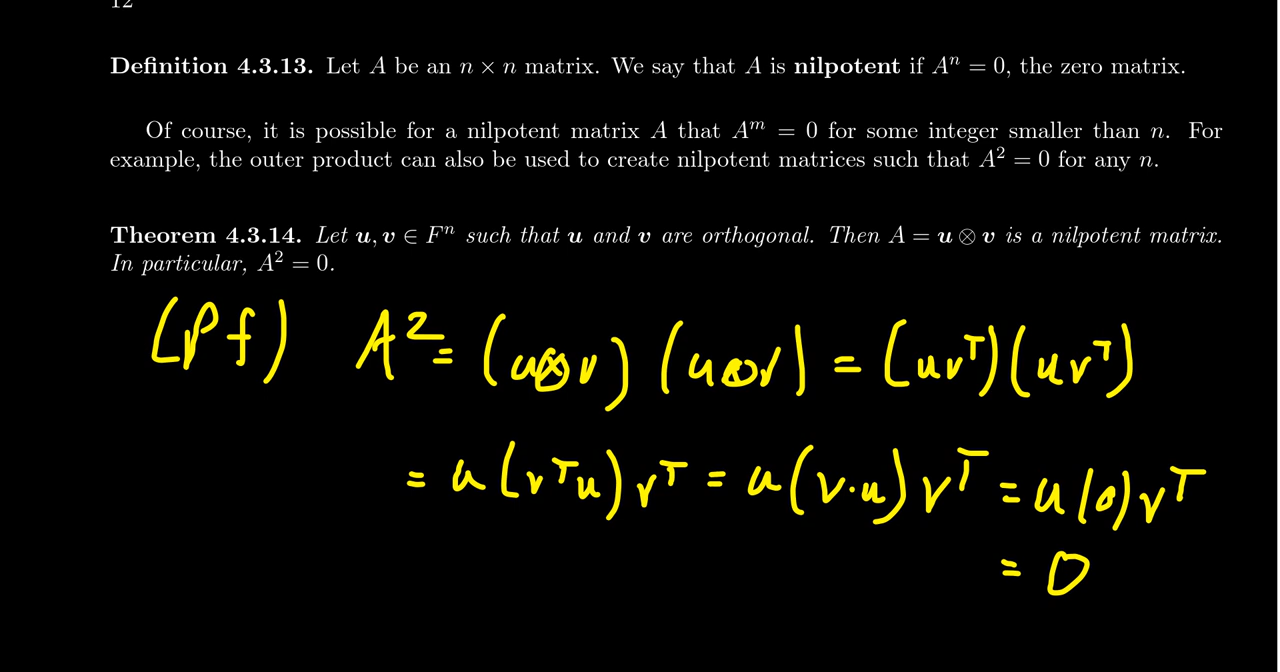 12
Definition 4.3.13. Let A be an n × n matrix. We say that A is nilpotent if Aⁿ = 0, the zero matrix.
Of course, it is possible for a nilpotent matrix A that Aᵐ = 0 for some integer smaller than n. For
example, the outer product can also be used to create nilpotent matrices such that A² = 0 for any n.
Theorem 4.3.14. Let u, v ∈ Fⁿ such that u and v are orthogonal. Then A = u ⊗ v is a nilpotent matrix.
In particular, A² = 0.
(Pf) A² = (u⊗v)(u⊗v) = (uvᵀ)(uvᵀ)
= u(vᵀu)vᵀ = u(v·u)vᵀ = u(0)vᵀ
= 0